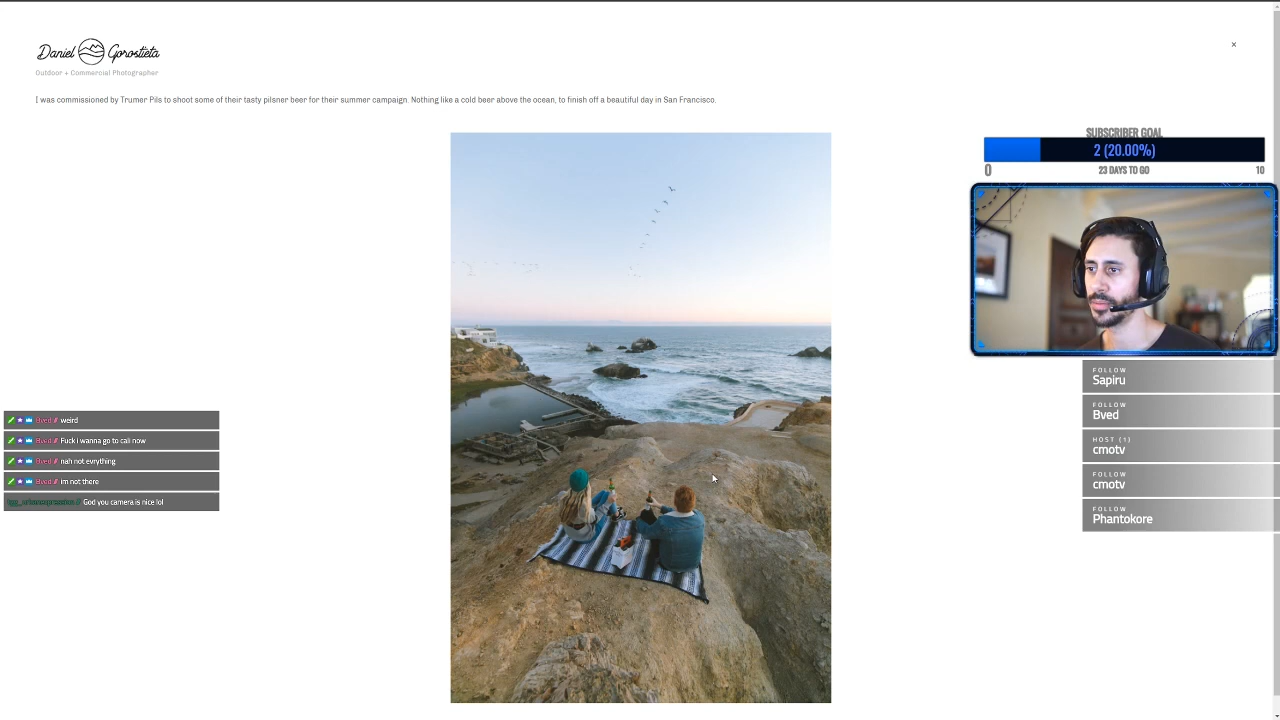 Daniel Gorostieta
Outdoor + Commercial Photographer
×
I was commissioned by Trumer Pils to shoot some of their tasty pilsner beer for their summer campaign. Nothing like a cold beer above the ocean, to finish off a beautiful day in San Francisco.
SUBSCRIBER GOAL
2 (20.00%)
0 23 DAYS TO GO 10
FOLLOW
Sapiru
FOLLOW
Bved
HOST (1)
cmotv
FOLLOW
cmotv
FOLLOW
Phantokore
Bved // weird
Bved // Fuck i wanna go to cali now
Bved // nah not evrything
Bved // im not there
// God you camera is nice lol